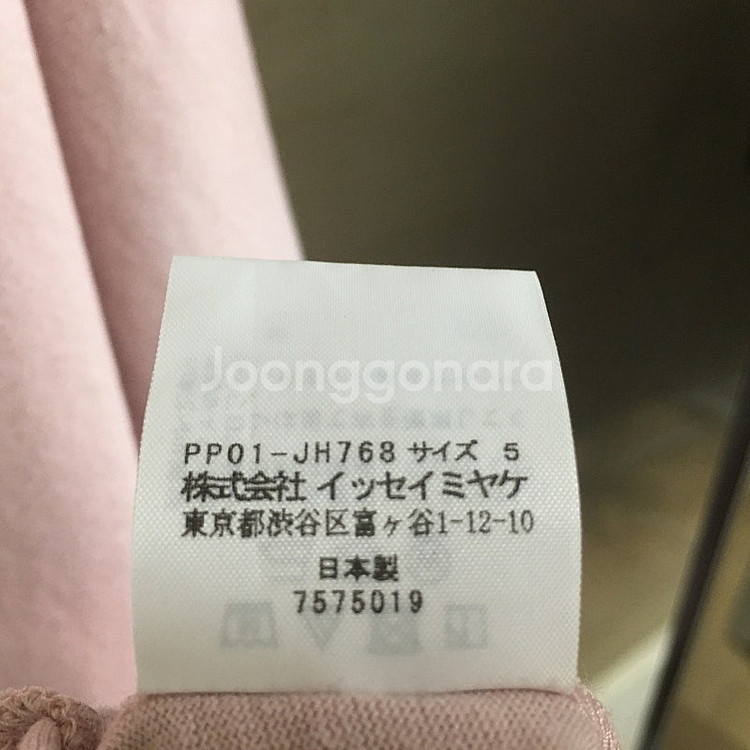 Joonggonara
PP01-JH768 サイズ 5
株式会社 イッセイミヤケ
東京都渋谷区富ヶ谷1-12-10
日本製
7575019